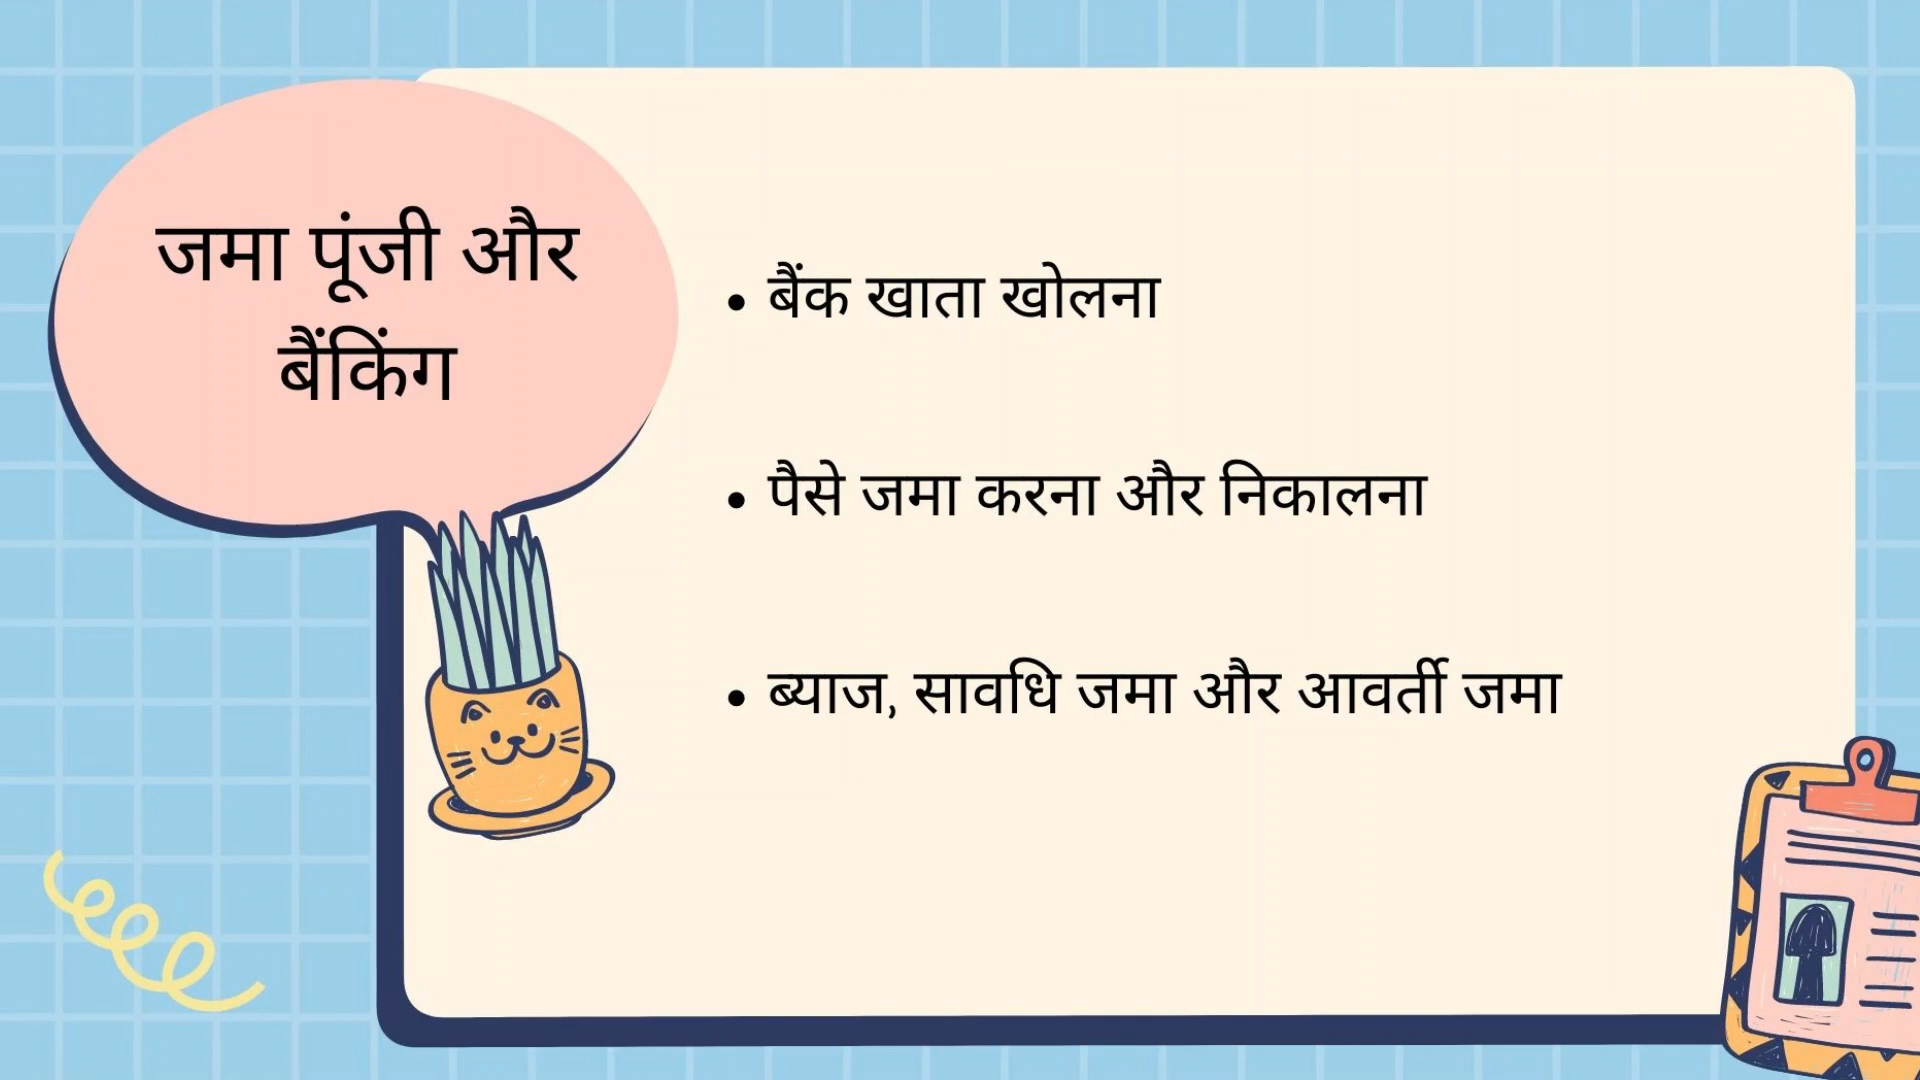 जमा पूंजी और
बैंकिंग
• बैंक खाता खोलना
• पैसे जमा करना और निकालना
• ब्याज, सावधि जमा और आवर्ती जमा